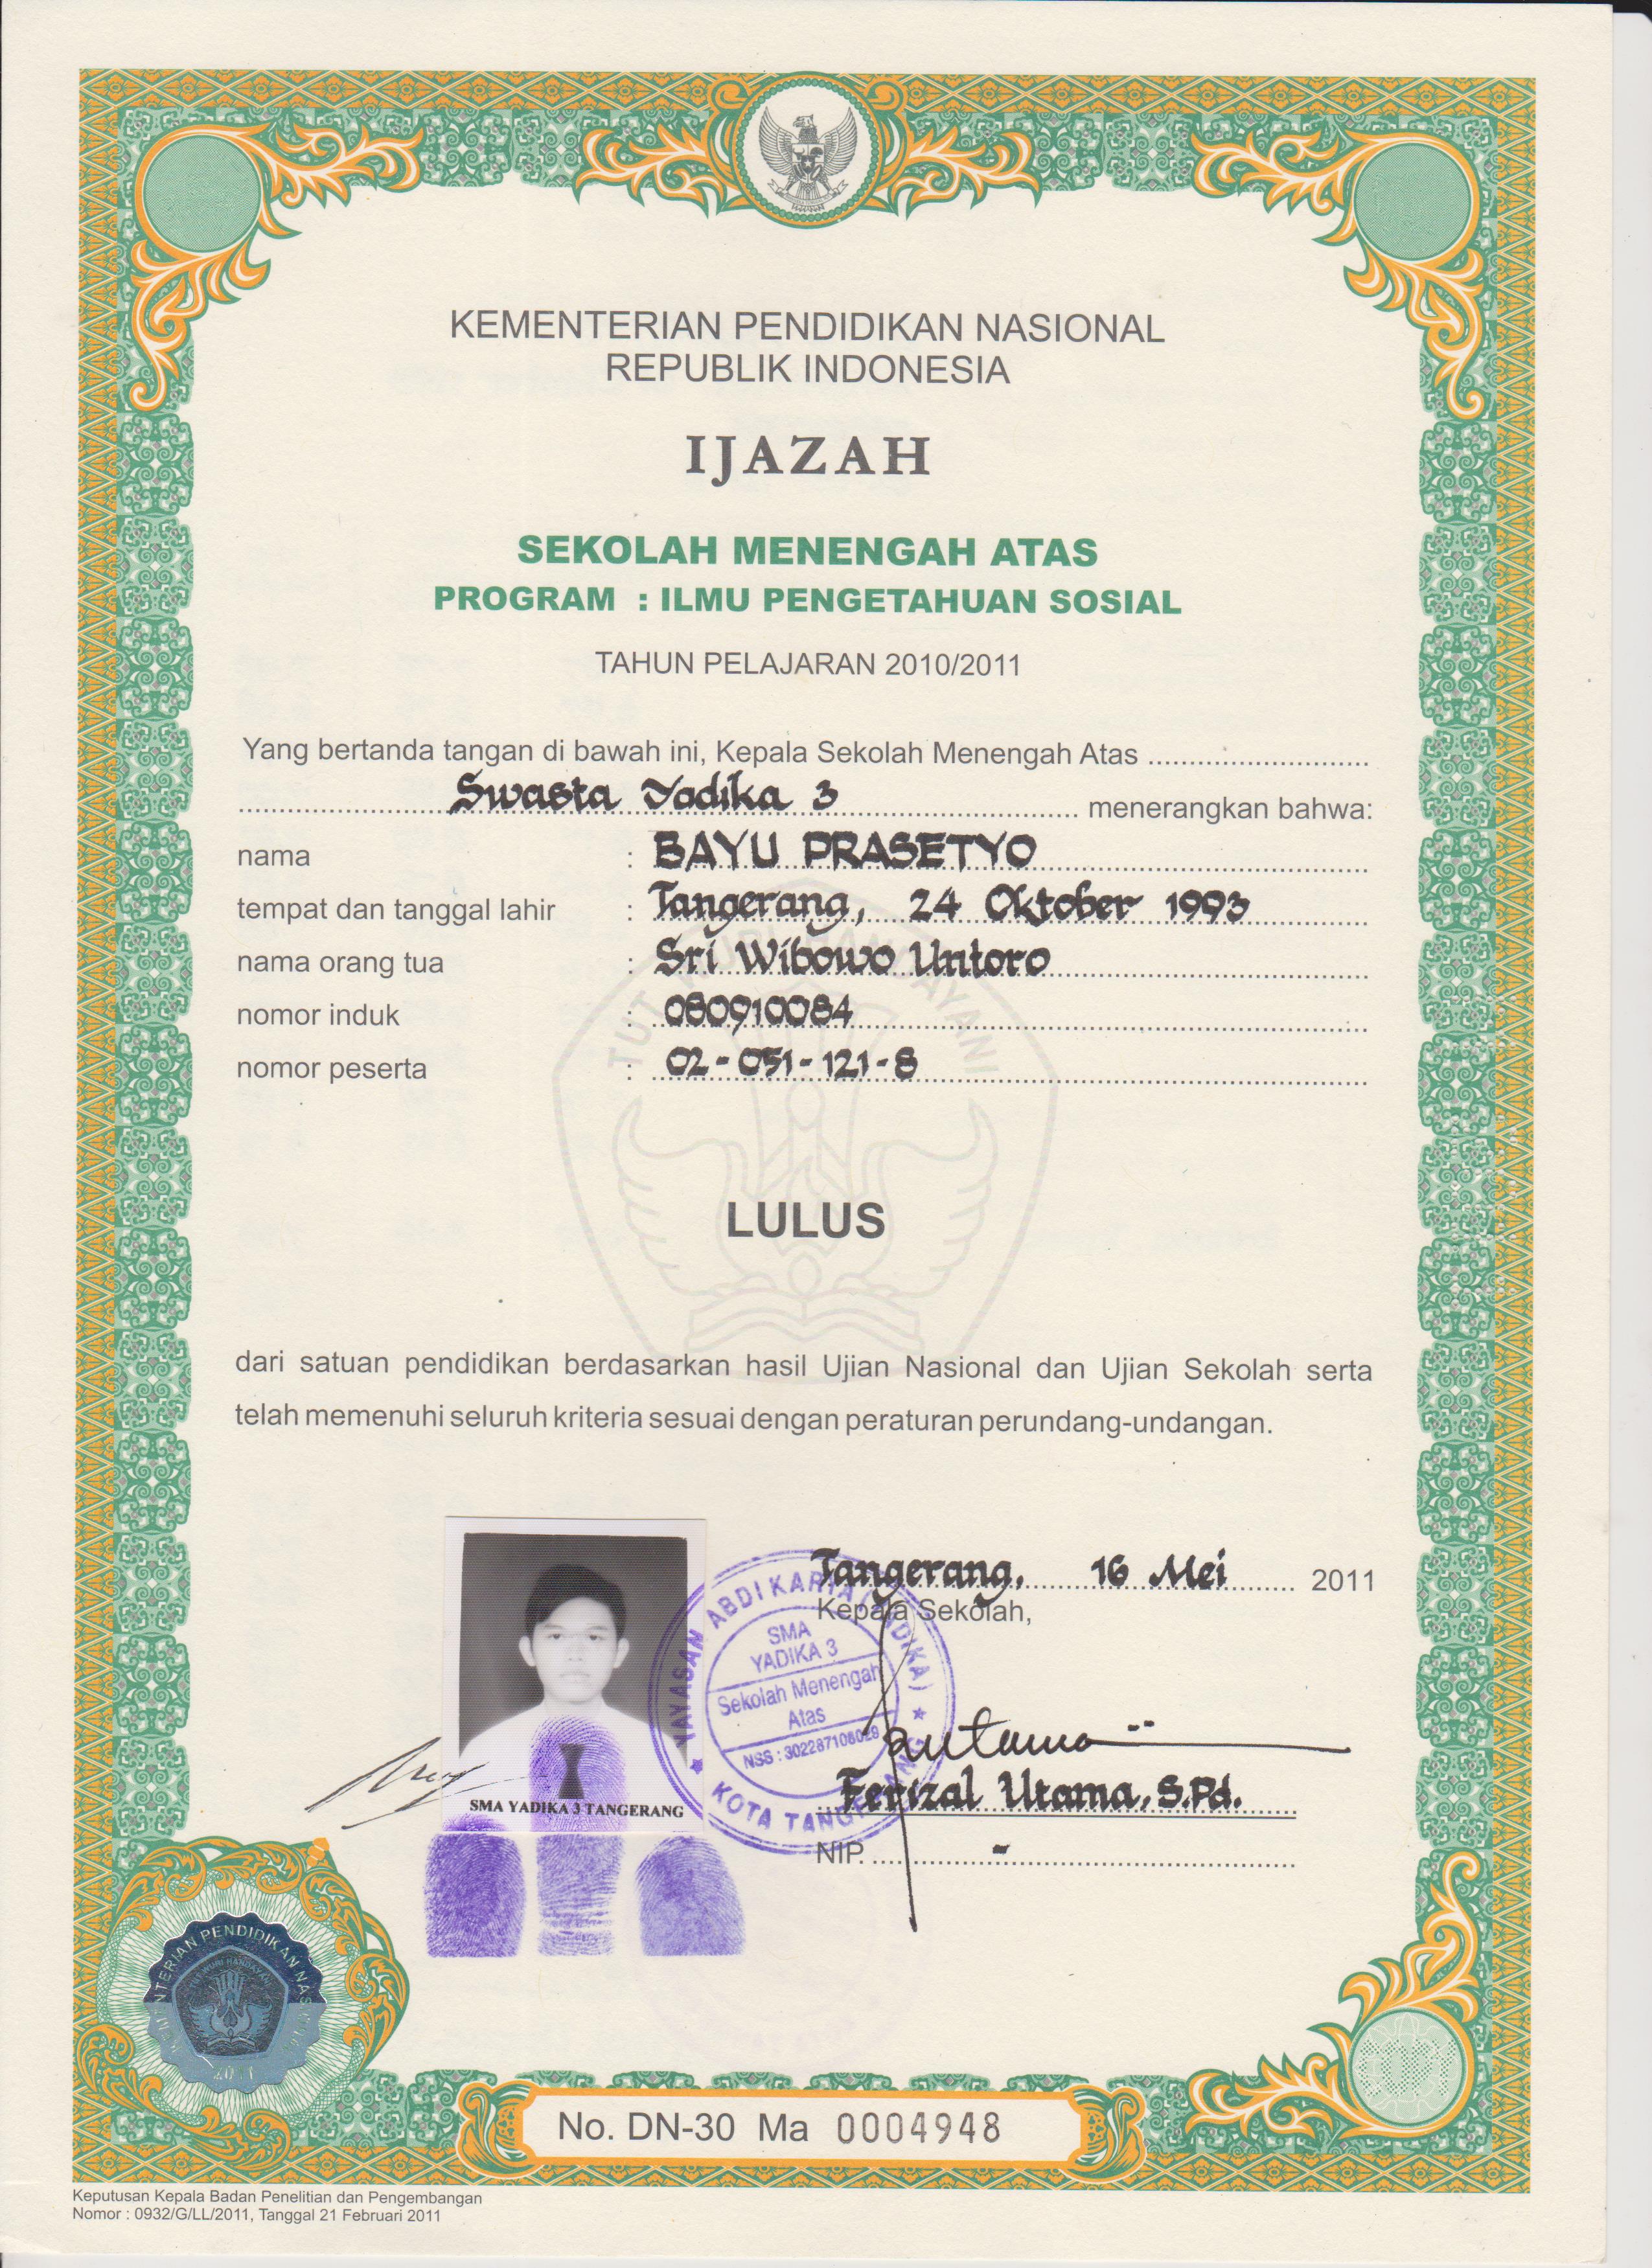 KEMENTERIAN PENDIDIKAN NASIONAL
REPUBLIK INDONESIA
IJAZAH
SEKOLAH MENENGAH ATAS
PROGRAM : ILMU PENGETAHUAN SOSIAL
TAHUN PELAJARAN 2010/2011
Yang bertanda tangan di bawah ini, Kepala Sekolah Menengah Atas
Swasta Yadika 3 menerangkan bahwa:
nama : BAYU PRASETYO
tempat dan tanggal lahir : Tangerang, 24 Oktober 1993
nama orang tua : Sri Wibowo Untoro
nomor induk : 080910084
nomor peserta : 02-051-121-8
TUT WURI HANDAYANI
LULUS
dari satuan pendidikan berdasarkan hasil Ujian Nasional dan Ujian Sekolah serta
telah memenuhi seluruh kriteria sesuai dengan peraturan perundang-undangan.
Tangerang, 16 Mei 2011
Kepala Sekolah,
YAYASAN ABDI KARYA (YADIKA)
SMA
YADIKA 3
Sekolah Menengah
Atas
NSS : 302287108028
KOTA TANGERANG
SMA YADIKA 3 TANGERANG
Ferizal Utama, S.Pd.
NIP. -
KEMENTERIAN PENDIDIKAN NASIONAL
TUT WURI HANDAYANI
2011
No. DN-30 Ma 0004948
Keputusan Kepala Badan Penelitian dan Pengembangan
Nomor : 0932/G/LL/2011, Tanggal 21 Februari 2011